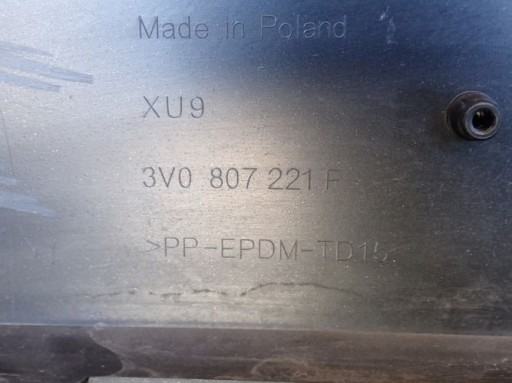 Made in Poland
XU9
3V0 807 221 F
>PP-EPDM-TD15